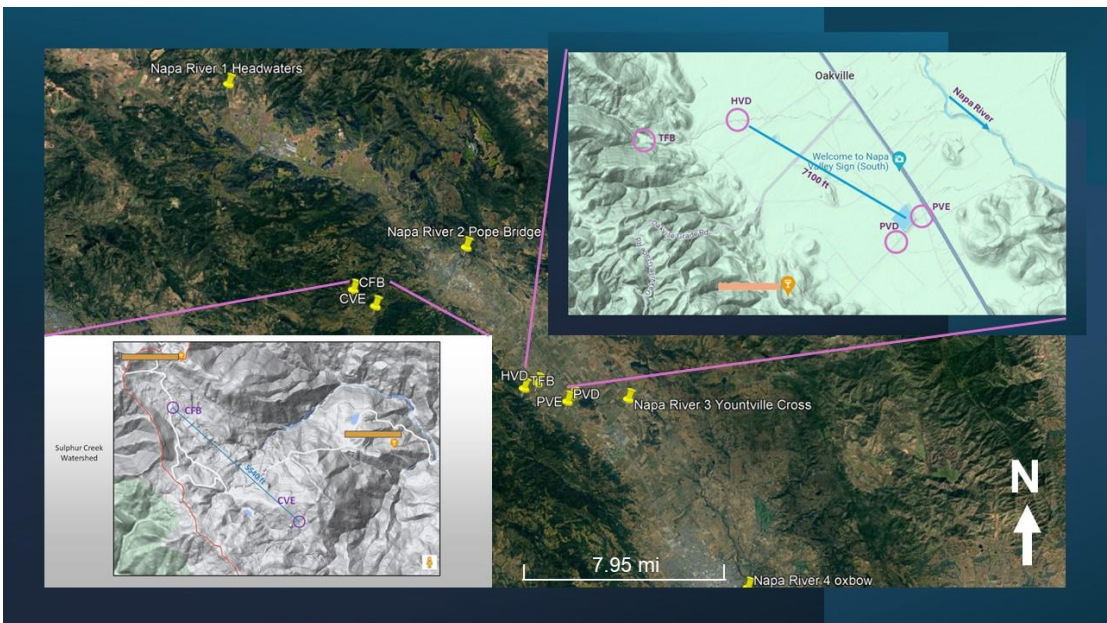 Napa River 1 Headwaters
Napa River 2 Pope Bridge
CFB
CVE
HVD
TFB
PVE
PVD
Napa River 3 Yountville Cross
Napa River 4 oxbow
7.95 mi
N
Oakville
HVD
TFB
Napa River
Welcome to Napa
Valley Sign (South)
7100 ft
PVE
PVD
Sulphur Creek
Watershed
CFB
CVE